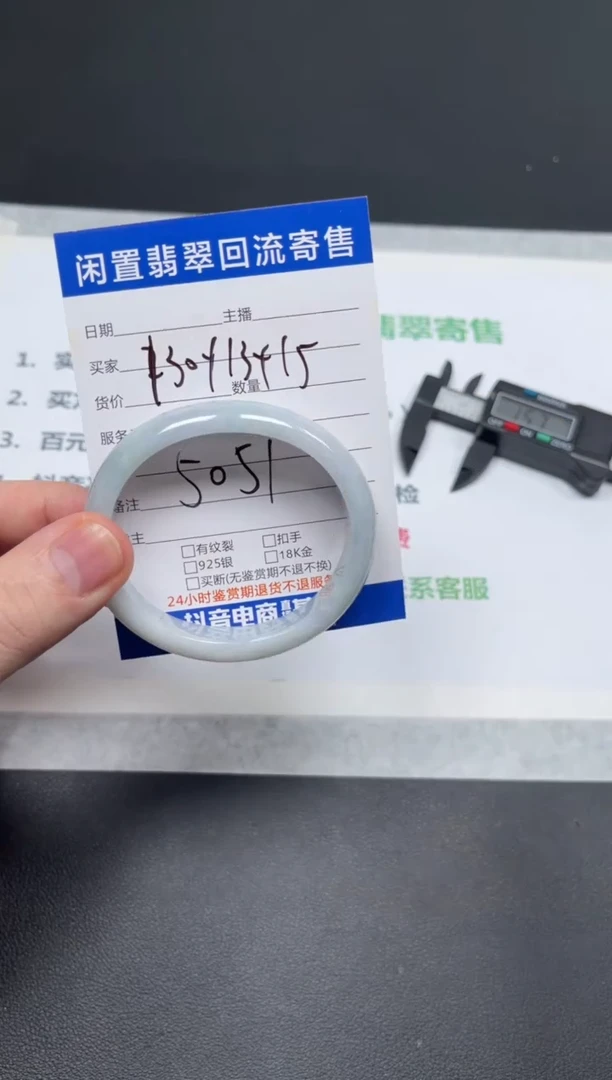 闲置翡翠回流寄售
日期 主播
买家
货价 数量
服务
5051
备注
主
有纹裂 扣手
925银 18K金
买断(无鉴赏期不退不换)
24小时鉴赏期退货不退服务
抖音电商
翡翠寄售
1. 实
2. 买
3. 百元
检
费
系客服